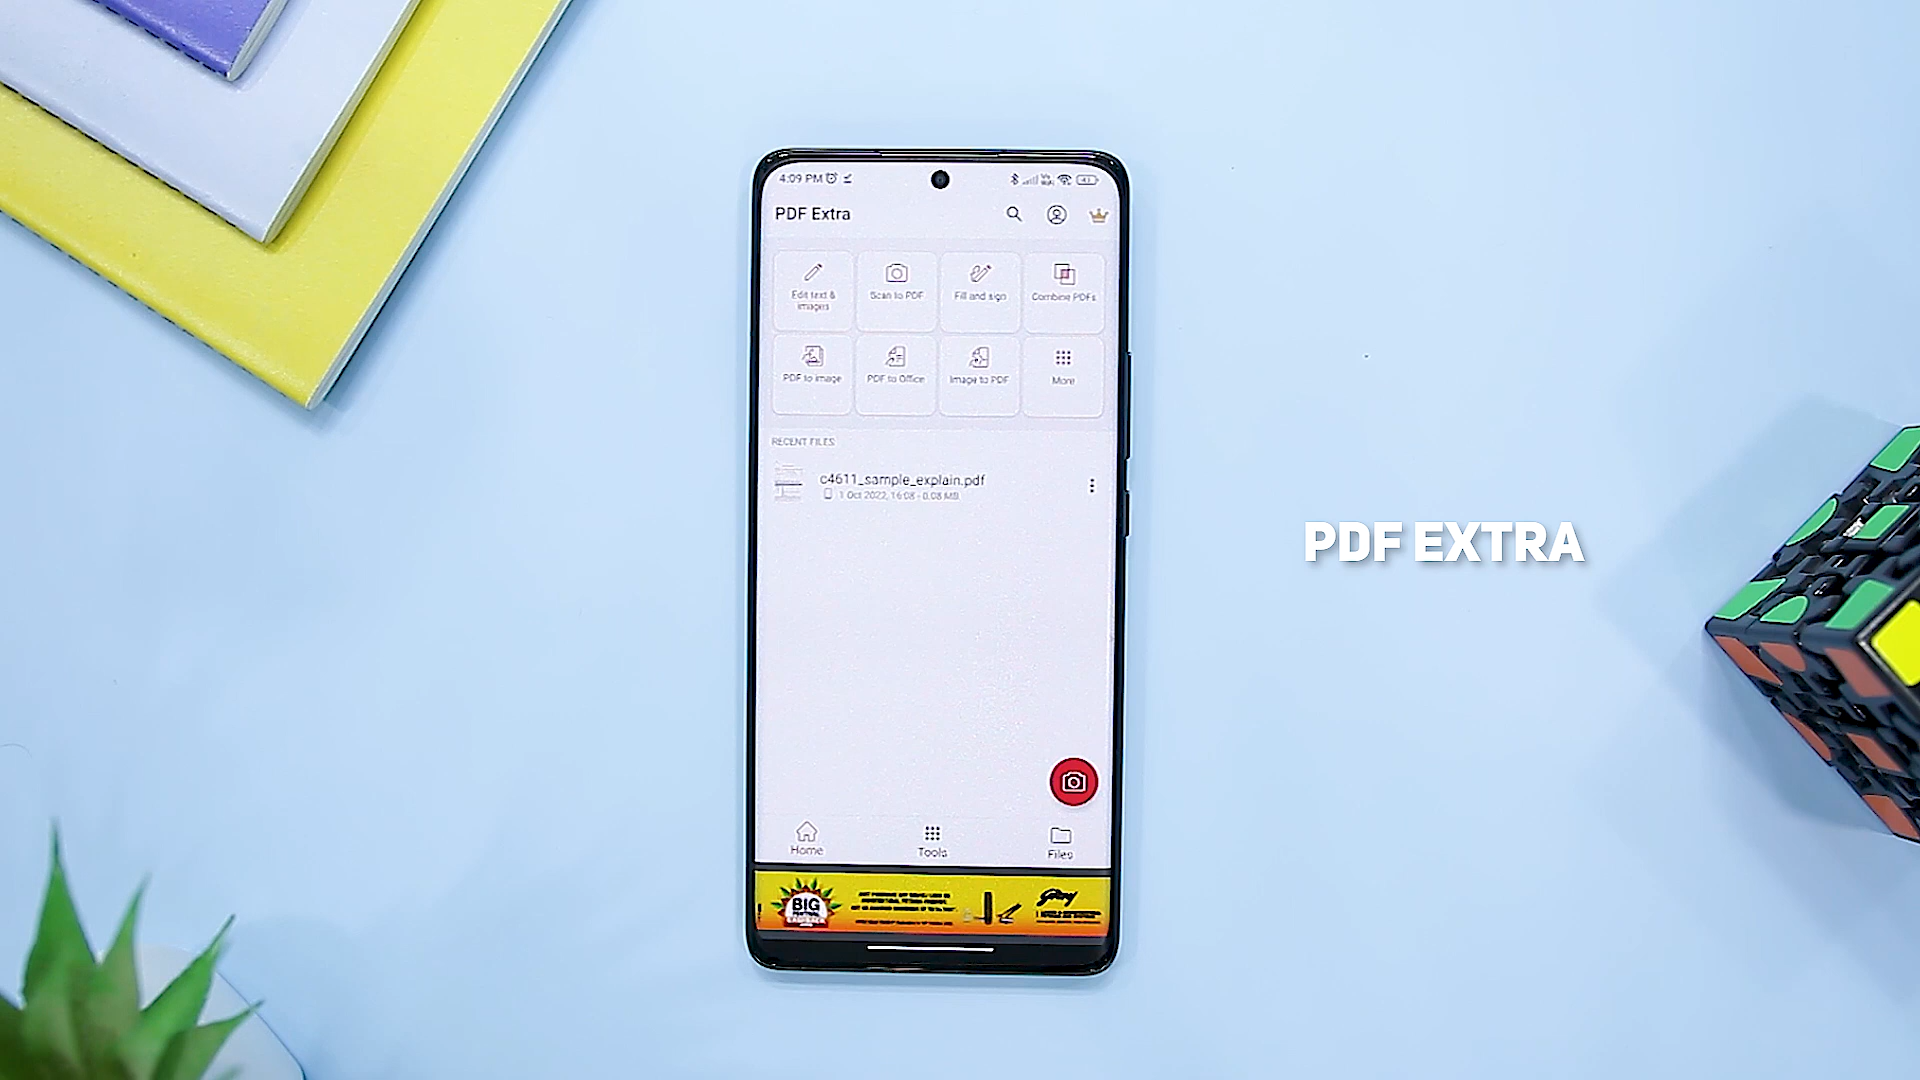 4:09 PM
PDF Extra
Edit text &
images
Scan to PDF
Fill and sign
Combine PDFs
PDF to image
PDF to Office
Image to PDF
More
RECENT FILES
c4611_sample_explain.pdf
1 Oct 2022, 16:08 - 0.08 MB
PDF EXTRA
Home
Tools
Files
BIG
Godrej